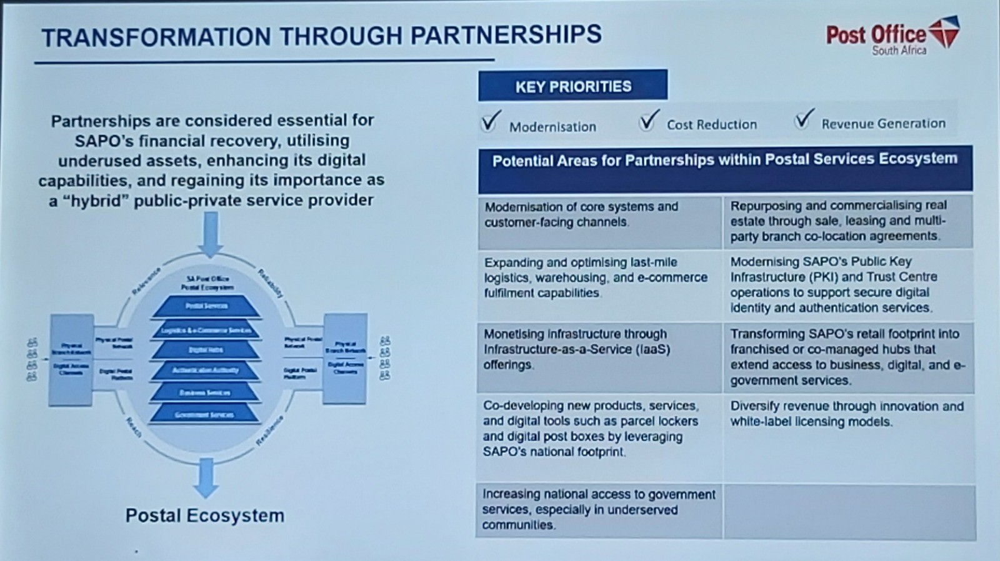 TRANSFORMATION THROUGH PARTNERSHIPS
Post Office
South Africa
Partnerships are considered essential for
SAPO's financial recovery, utilising
underused assets, enhancing its digital
capabilities, and regaining its importance as
a “hybrid” public-private service provider
Relevance
Reliability
SA Post Office
Postal Ecosystem
Postal Services
Logistics & e-Commerce Services
Digital Hubs
Authentication Authority
Business Services
Government Services
Physical
Branch Network
Digital Access
Channels
Physical Postal
Network
Digital Postal
Platform
Physical Postal
Network
Digital Postal
Platform
Physical
Branch Network
Digital Access
Channels
Reach
Resilience
Postal Ecosystem
KEY PRIORITIES
Modernisation
Cost Reduction
Revenue Generation
Potential Areas for Partnerships within Postal Services Ecosystem
Modernisation of core systems and
customer-facing channels.
Repurposing and commercialising real
estate through sale, leasing and multi-
party branch co-location agreements.
Expanding and optimising last-mile
logistics, warehousing, and e-commerce
fulfilment capabilities.
Modernising SAPO's Public Key
Infrastructure (PKI) and Trust Centre
operations to support secure digital
identity and authentication services.
Monetising infrastructure through
Infrastructure-as-a-Service (IaaS)
offerings.
Transforming SAPO's retail footprint into
franchised or co-managed hubs that
extend access to business, digital, and e-
government services.
Co-developing new products, services,
and digital tools such as parcel lockers
and digital post boxes by leveraging
SAPO's national footprint.
Diversify revenue through innovation and
white-label licensing models.
Increasing national access to government
services, especially in underserved
communities.